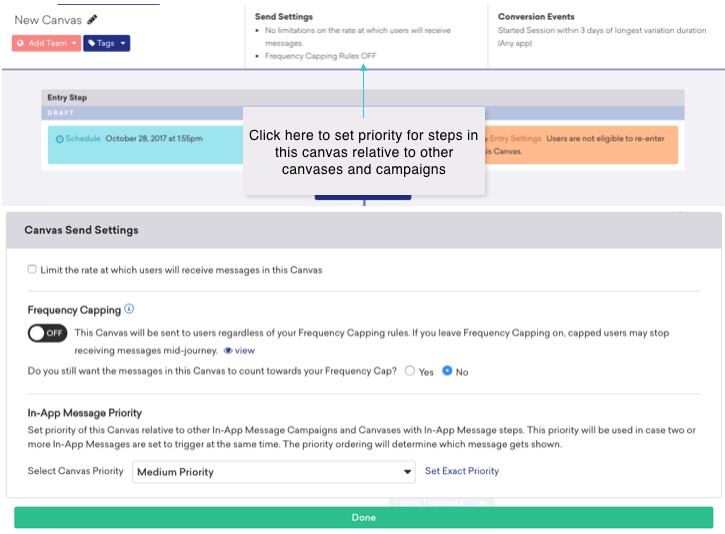 New Canvas
Add Team
Tags
Send Settings
No limitations on the rate at which users will receive
messages.
Frequency Capping Rules OFF
Conversion Events
Started Session within 3 days of longest variation duration
(Any app)
Entry Step
DRAFT
Schedule October 28, 2017 at 1:55pm
Entry Settings Users are not eligible to re-enter
Canvas.
Click here to set priority for steps in
this canvas relative to other
canvases and campaigns
Canvas Send Settings
Limit the rate at which users will receive messages in this Canvas
Frequency Capping
OFF
This Canvas will be sent to users regardless of your Frequency Capping rules. If you leave Frequency Capping on, capped users may stop
receiving messages mid-journey. view
Do you still want the messages in this Canvas to count towards your Frequency Cap? Yes No
In-App Message Priority
Set priority of this Canvas relative to other In-App Message Campaigns and Canvases with In-App Message steps. This priority will be used in case two or
more In-App Messages are set to trigger at the same time. The priority ordering will determine which message gets shown.
Select Canvas Priority Medium Priority Set Exact Priority
Done